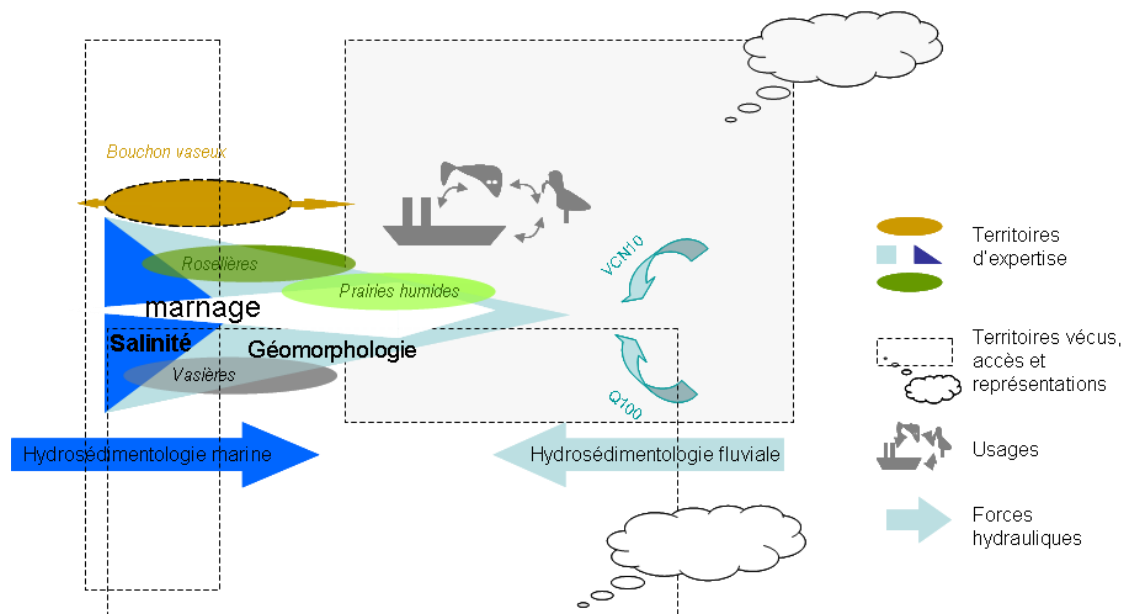 Bouchon vaseux
Roselières
Prairies humides
marnage
Salinité
Géomorphologie
Vasières
VCN10
Q100
Hydrosédimentologie marine
Hydrosédimentologie fluviale
Territoires
d'expertise
Territoires vécus,
accès et
représentations
Usages
Forces
hydrauliques